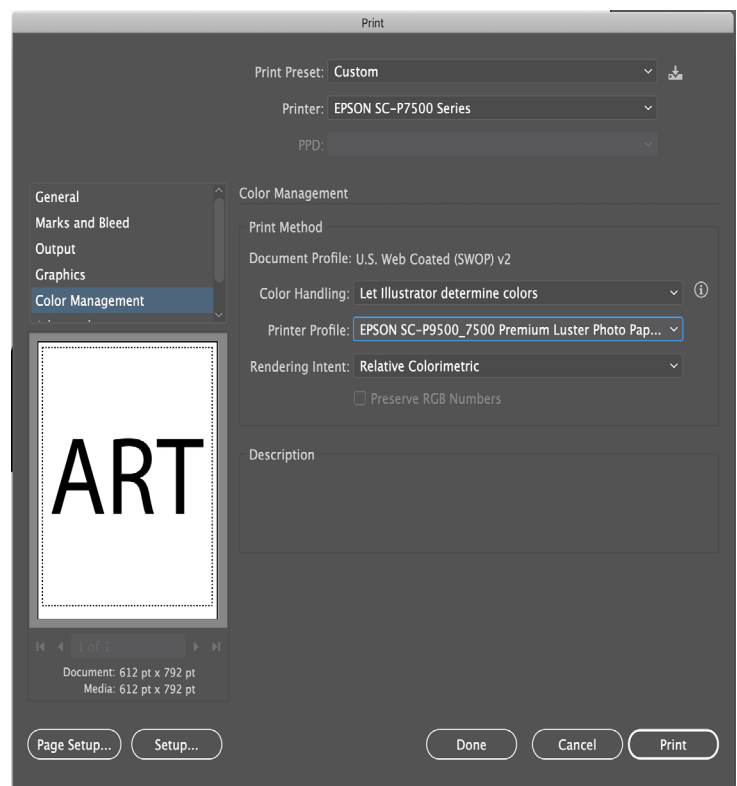 Print
Print Preset: Custom
Printer: EPSON SC-P7500 Series
PPD:
General
Marks and Bleed
Output
Graphics
Color Management
Color Management
Print Method
Document Profile: U.S. Web Coated (SWOP) v2
Color Handling: Let Illustrator determine colors
Printer Profile: EPSON SC-P9500_7500 Premium Luster Photo Pap...
Rendering Intent: Relative Colorimetric
Preserve RGB Numbers
Description
ART
1 of 1
Document: 612 pt x 792 pt
Media: 612 pt x 792 pt
Page Setup... Setup... Done Cancel Print